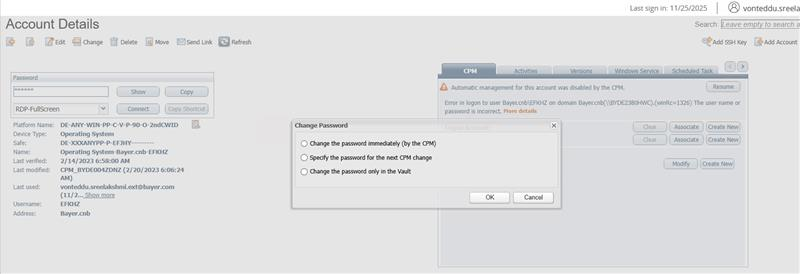 Last sign in: 11/25/2025
vonteddu.sreela
Account Details
Search: Leave empty to search a
Edit Change Delete Move Send Link Refresh
Add SSH Key Add Account
Password
******
Show Copy
RDP-FullScreen
Connect Copy Shortcut
Platform Name: DE-ANY-WIN-PP-C-V-P-90-O-2ndCWID
Device Type: Operating System
Safe: DE-XXXANYPP-P-EFJHY---------
Name: Operating System-Bayer.cnb-EFKHZ
Last verified: 2/14/2023 6:58:00 AM
Last modified: CPM_BYDE004ZDNZ (2/20/2023 6:06:24
AM)
Last used: vonteddu.sreelakshmi.ext@bayer.com
(11/2... Show more
Username: EFKHZ
Address: Bayer.cnb
CPM Activities Versions Windows Service Scheduled Task
Automatic management for this account was disabled by the CPM.
Resume
Error in logon to user Bayer.cnb\EFKHZ on domain Bayer.cnb(\\BYDE23B0HWC).(winRc=1326) The user name or
password is incorrect. More details
Clear Associate Create New
Clear Associate Create New
Modify Create New
Change Password
Change the password immediately (by the CPM)
Specify the password for the next CPM change
Change the password only in the Vault
OK Cancel